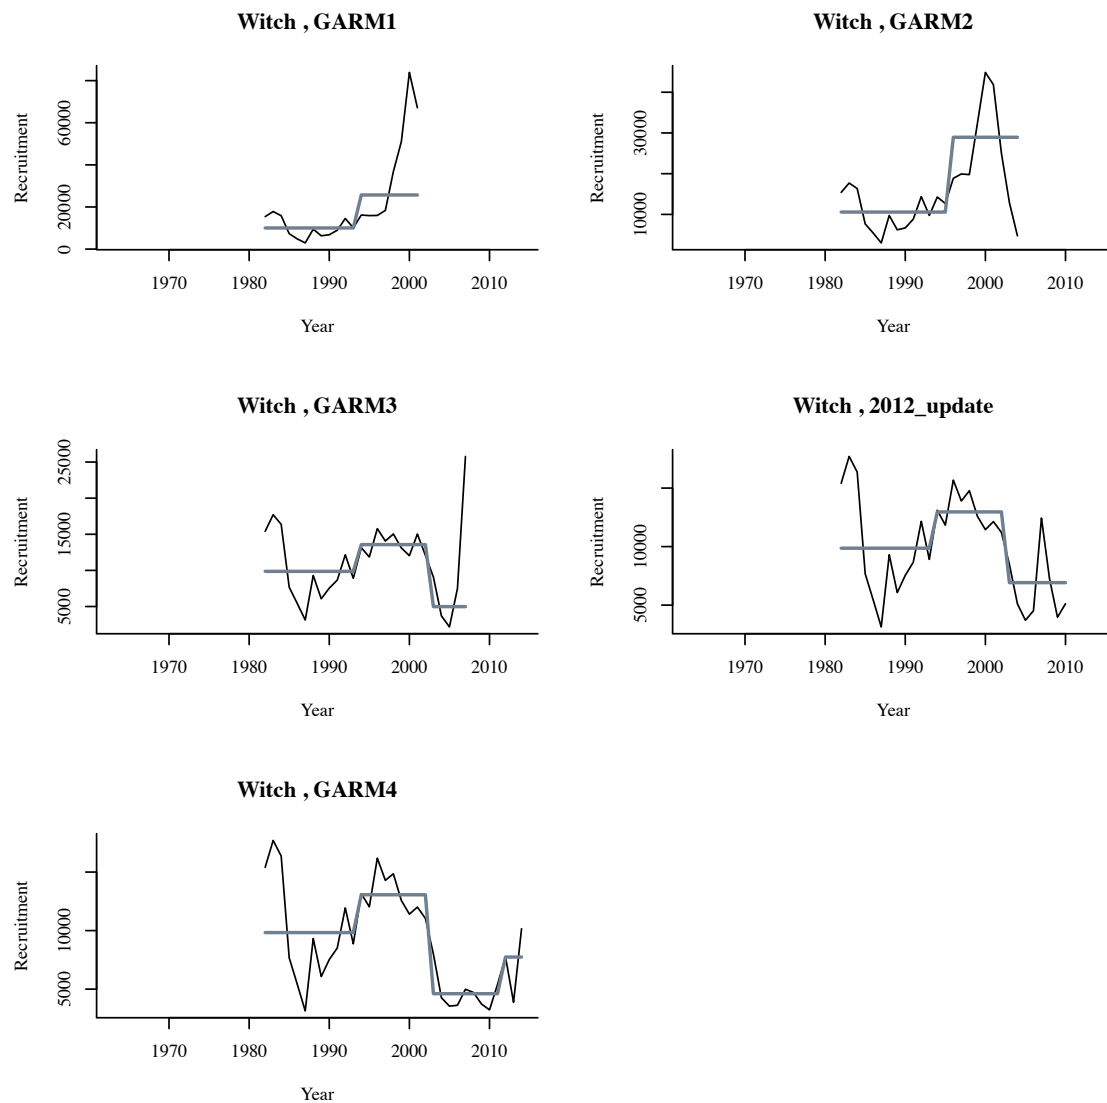 Witch , GARM1
Recruitment
60000
20000
0
1970 1980 1990 2000 2010
Year
Witch , GARM2
Recruitment
30000
10000
1970 1980 1990 2000 2010
Year
Witch , GARM3
Recruitment
25000
15000
5000
1970 1980 1990 2000 2010
Year
Witch , 2012_update
Recruitment
10000
5000
1970 1980 1990 2000 2010
Year
Witch , GARM4
Recruitment
10000
5000
1970 1980 1990 2000 2010
Year